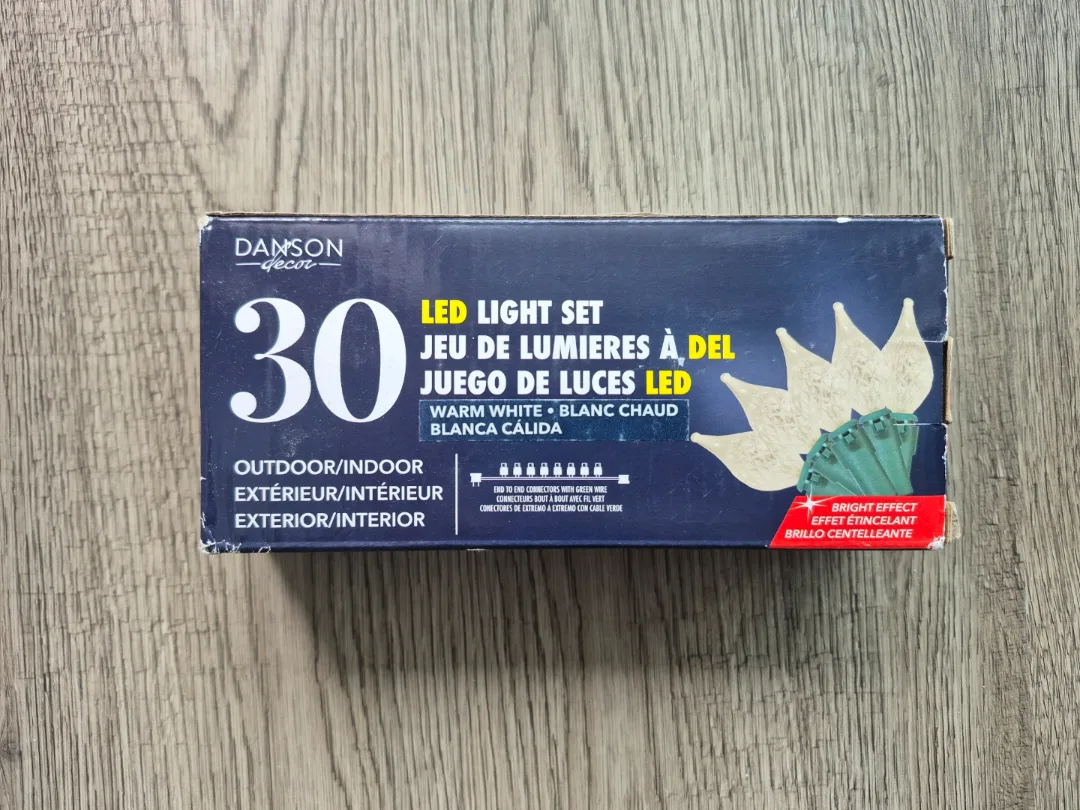 DANSON
decor
30
LED LIGHT SET
JEU DE LUMIERES À DEL
JUEGO DE LUCES LED
WARM WHITE • BLANC CHAUD
BLANCA CÁLIDA
OUTDOOR/INDOOR
EXTÉRIEUR/INTÉRIEUR
EXTERIOR/INTERIOR
END TO END CONNECTORS WITH GREEN WIRE
CONNECTEURS BOUT À BOUT AVEC FIL VERT
CONECTORES DE EXTREMO A EXTREMO CON CABLE VERDE
BRIGHT EFFECT
EFFET ÉTINCELANT
BRILLO CENTELLEANTE